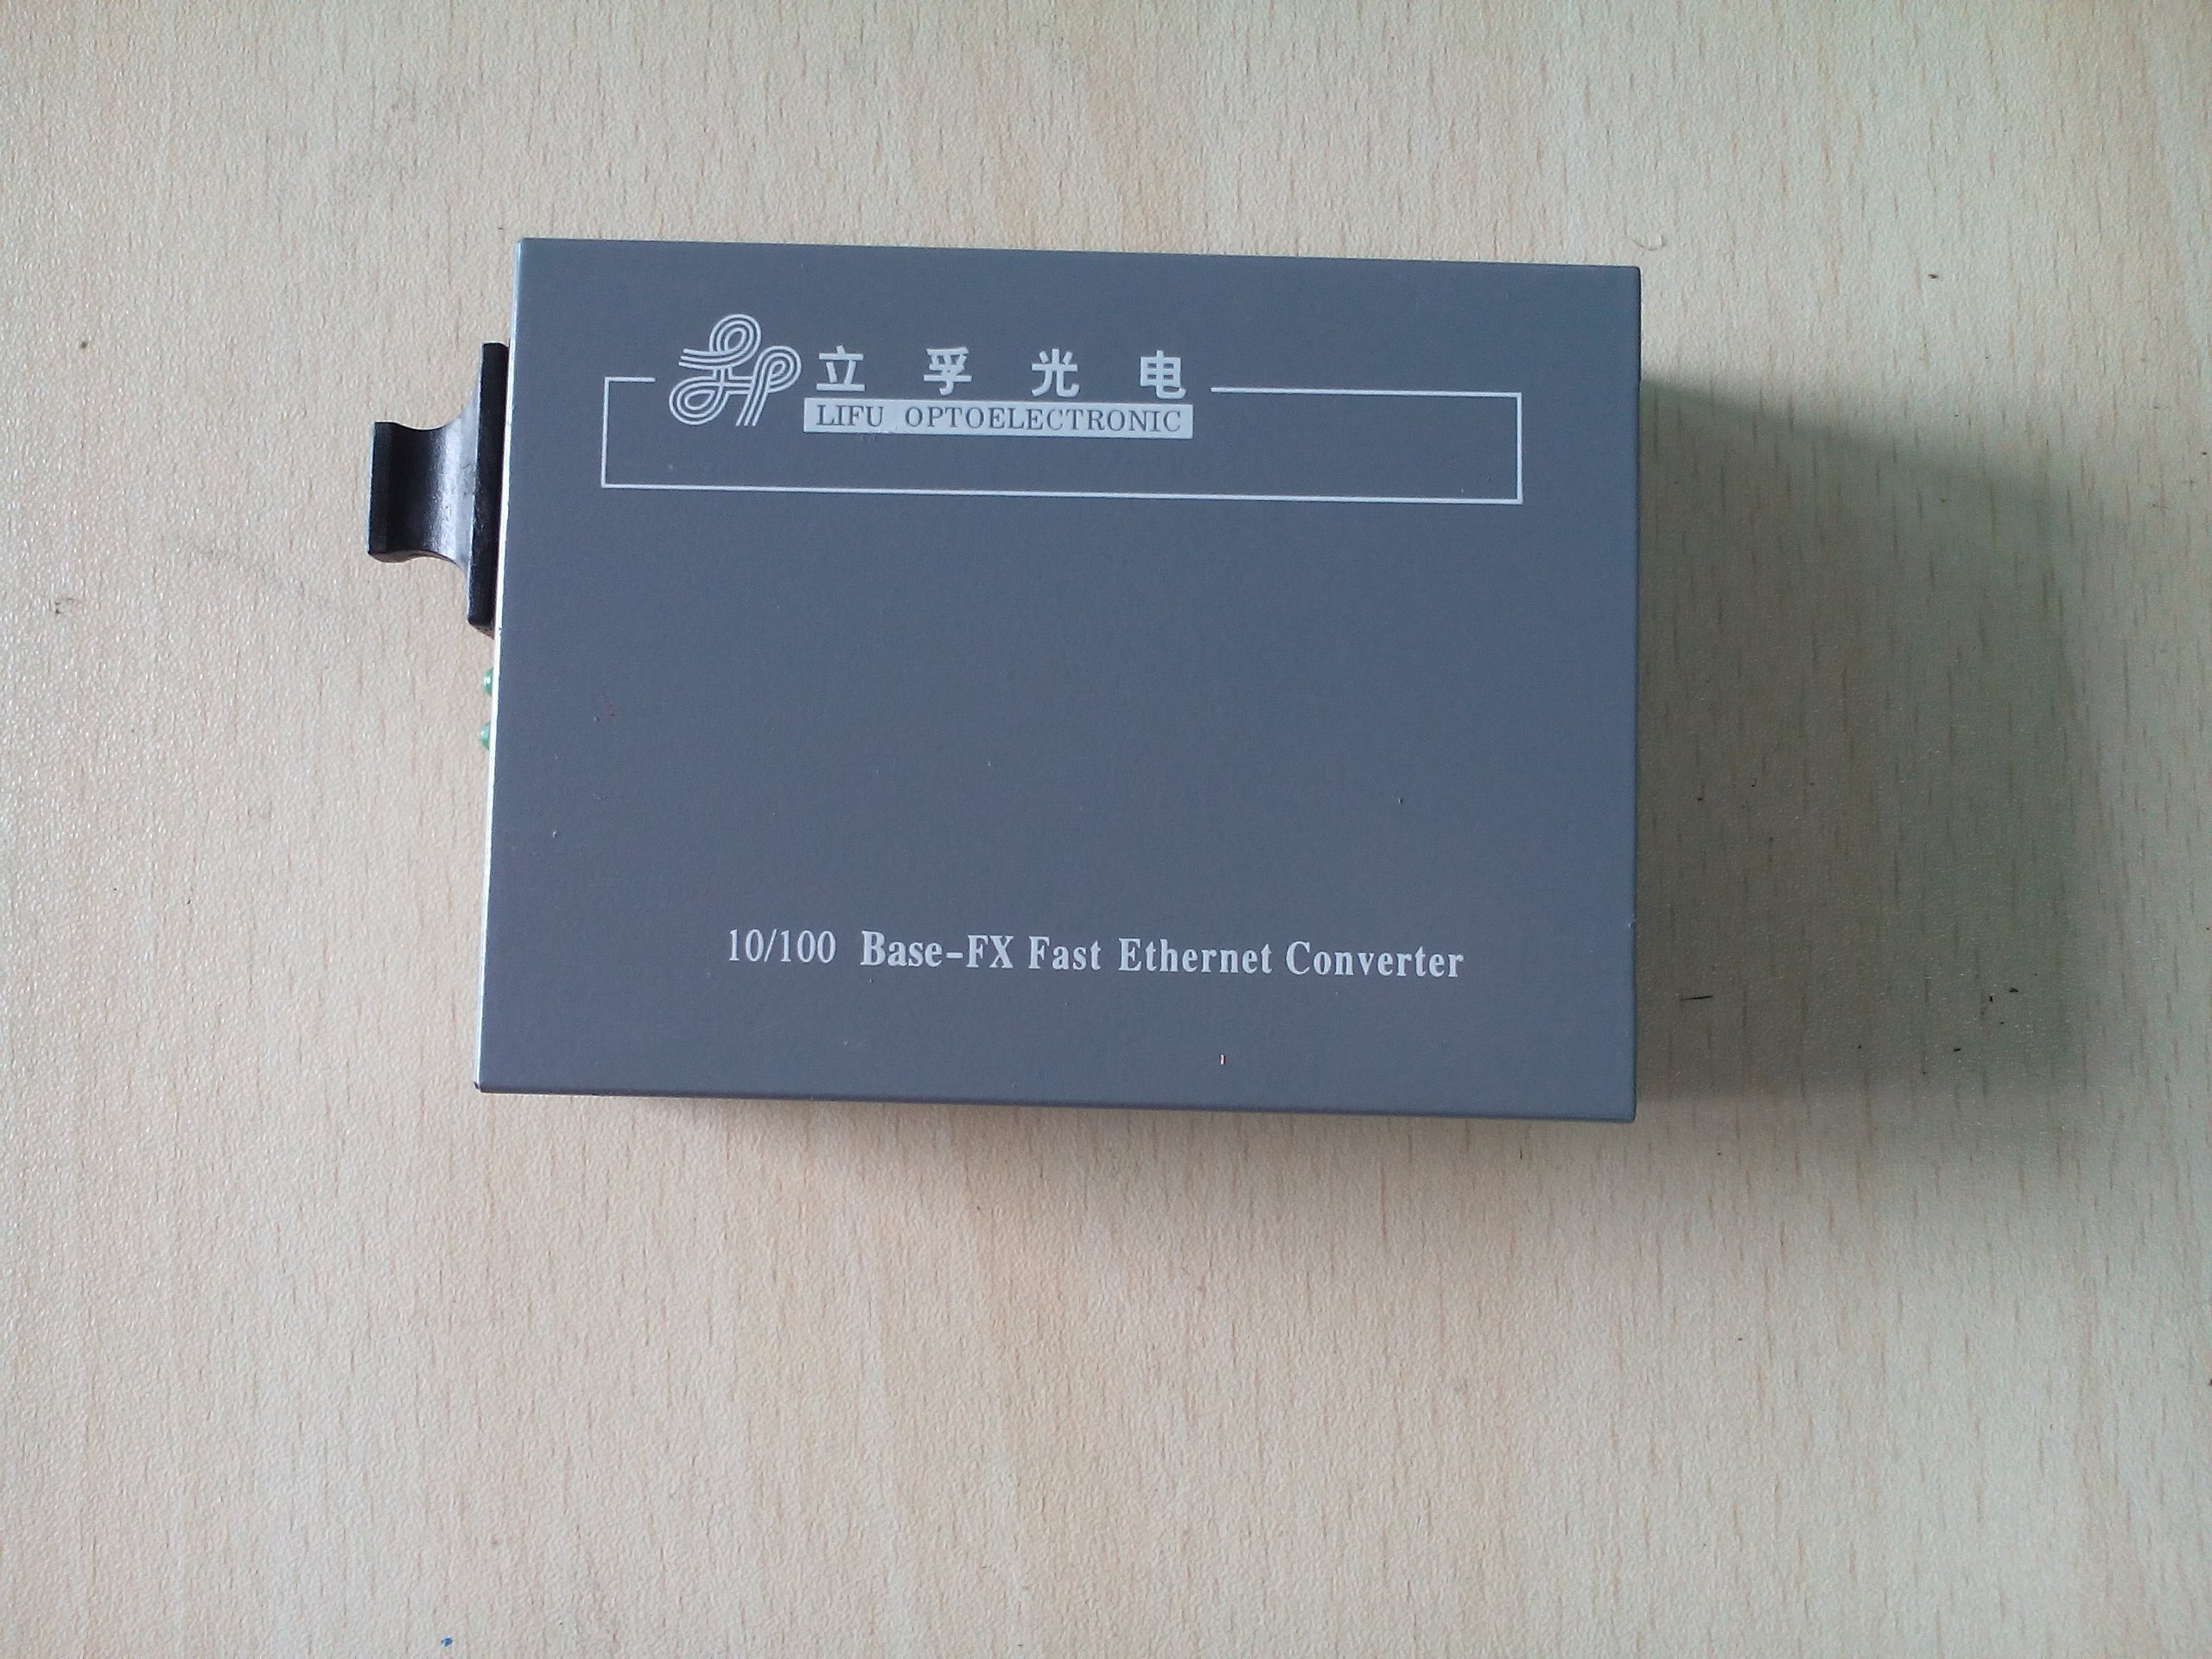 立孚光电
LIFU OPTOELECTRONIC
10/100 Base-FX Fast Ethernet Converter